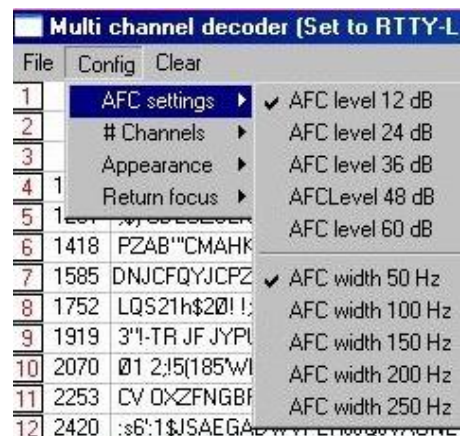 Multi channel decoder (Set to RTTY-L
File Config Clear
1 AFC settings AFC level 12 dB
2 # Channels AFC level 24 dB
3 Appearance AFC level 36 dB
4 1 Return focus AFCLevel 48 dB
5 AFC level 60 dB
6 1418 PZAB'"CMAHK
7 1585 DNJCFQYJCPZ AFC width 50 Hz
8 1752 LQS21h$2Ø! !; AFC width 100 Hz
9 1919 3"!-TR JF JYPU AFC width 150 Hz
10 2070 Ø1 2;!5(185'WI AFC width 200 Hz
11 2253 CV OXZFNGBF AFC width 250 Hz
12 2420 :s6':1$JSAEGA